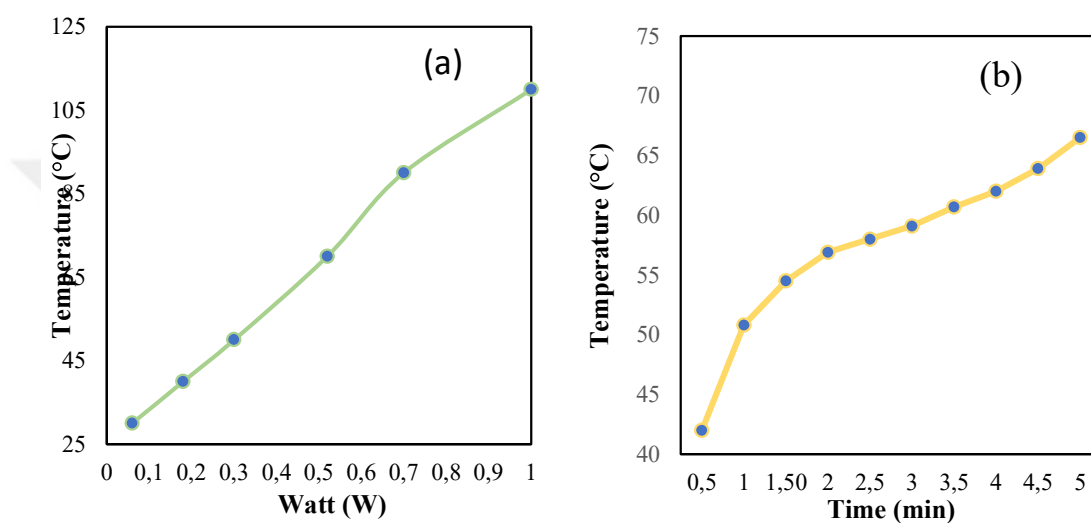 (a)
Temperature (°C)
125
105
85
65
45
25
0 0,1 0,2 0,3 0,4 0,5 0,6 0,7 0,8 0,9 1
Watt (W)
(b)
Temperature (°C)
75
70
65
60
55
50
45
40
0,5 1 1,50 2 2,5 3 3,5 4 4,5 5
Time (min)